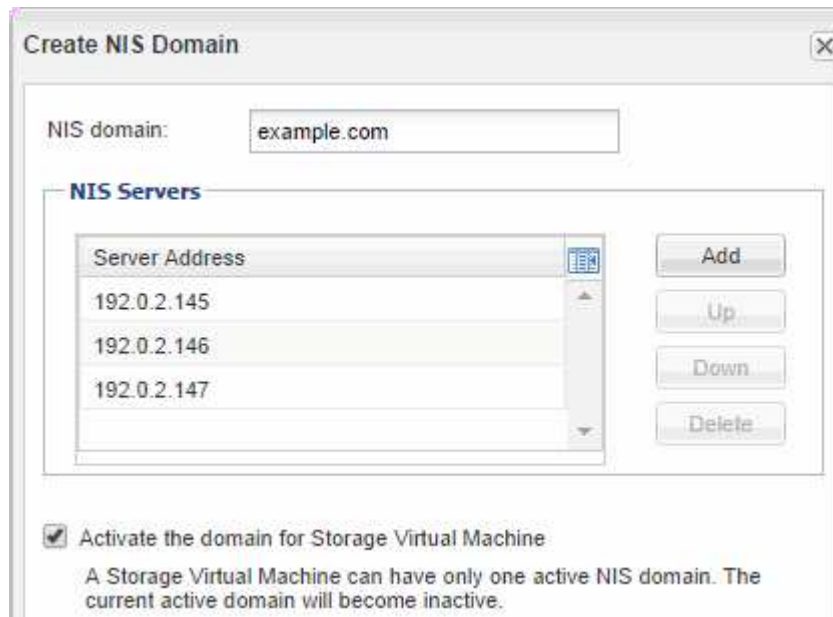 Create NIS Domain
NIS domain:
example.com
NIS Servers
Server Address
192.0.2.145
192.0.2.146
192.0.2.147
Add
Up
Down
Delete
Activate the domain for Storage Virtual Machine
A Storage Virtual Machine can have only one active NIS domain. The
current active domain will become inactive.